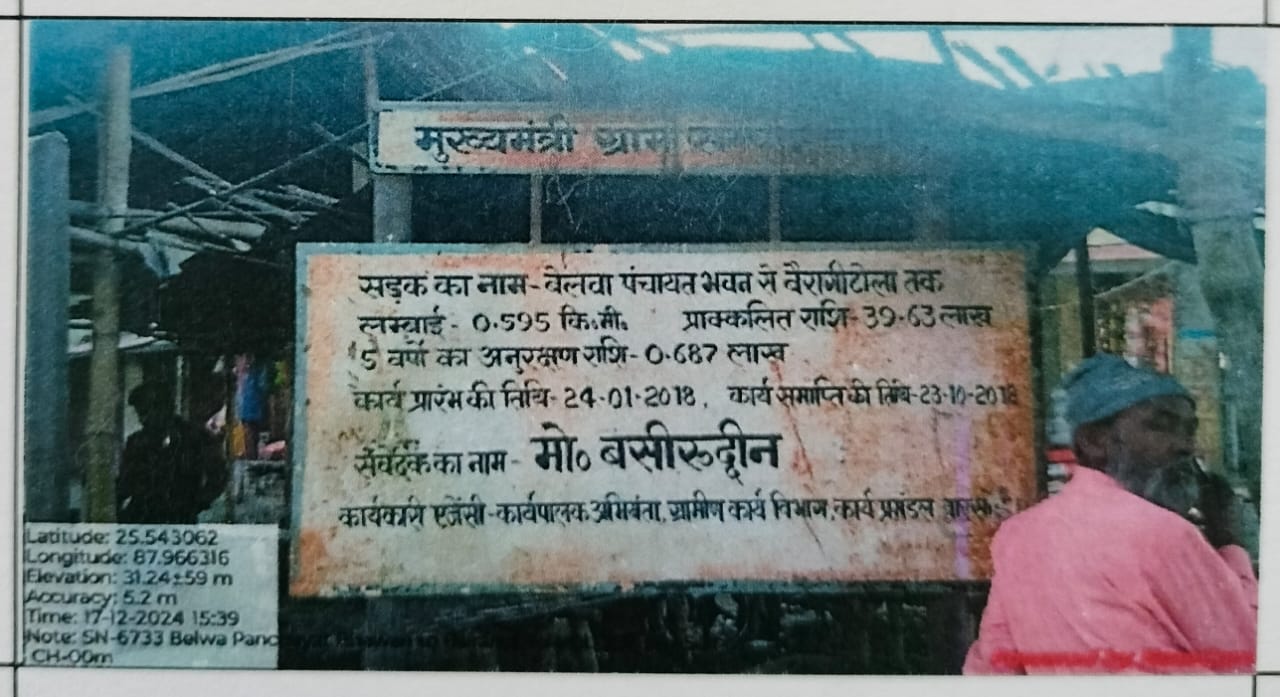 मुख्यमंत्री ग्राम
सड़क का नाम - बेलवा पंचायत भवन से बैरागीटोला तक
लम्बाई - 0.595 कि.मी. प्राक्कलित राशि - 39.63 लाख
5 वर्षो का अनुरक्षण राशि - 0.687 लाख
कार्य प्रारंभ की तिथि - 24-01-2018, कार्य समाप्ति की तिथि - 23-10-2018
संवेदक का नाम - मो० बसीरूद्दीन
कार्यकारी एजेंसी - कार्यपालक अभियंता, ग्रामीण कार्य विभाग, कार्य प्रमंडल
Latitude: 25.543062
Longitude: 87.966316
Elevation: 31.24±59 m
Accuracy: 5.2 m
Time: 17-12-2024 15:39
Note: SN-6733 Belwa Panchayat
CH-00m